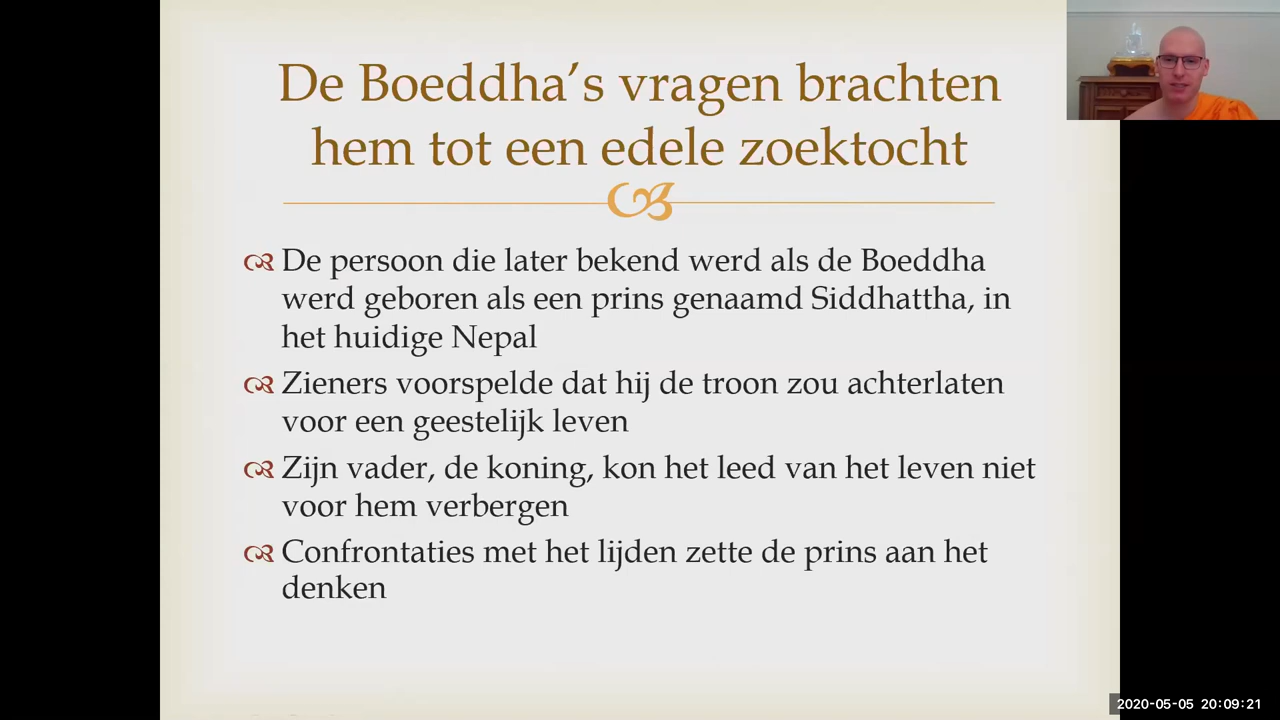 De Boeddha’s vragen brachten
hem tot een edele zoektocht
De persoon die later bekend werd als de Boeddha
werd geboren als een prins genaamd Siddhattha, in
het huidige Nepal
Zieners voorspelde dat hij de troon zou achterlaten
voor een geestelijk leven
Zijn vader, de koning, kon het leed van het leven niet
voor hem verbergen
Confrontaties met het lijden zette de prins aan het
denken
2020-05-05 20:09:21